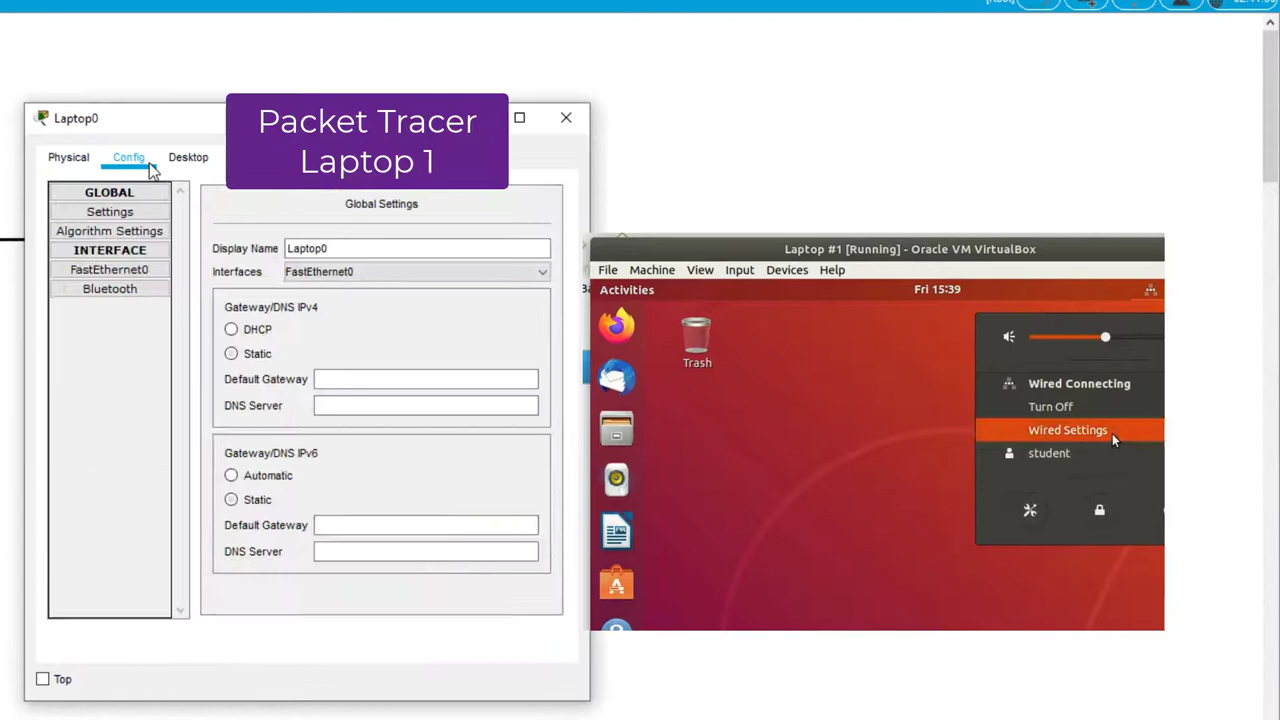 Laptop0
Packet Tracer
Laptop 1
Physical
Config
Desktop
GLOBAL
Settings
Algorithm Settings
INTERFACE
FastEthernet0
Bluetooth
Global Settings
Display Name
Laptop0
Interfaces
FastEthernet0
Gateway/DNS IPv4
DHCP
Static
Default Gateway
DNS Server
Gateway/DNS IPv6
Automatic
Static
Default Gateway
DNS Server
Top
Laptop #1 [Running] - Oracle VM VirtualBox
File Machine View Input Devices Help
Activities
Fri 15:39
Trash
Wired Connecting
Turn Off
Wired Settings
student